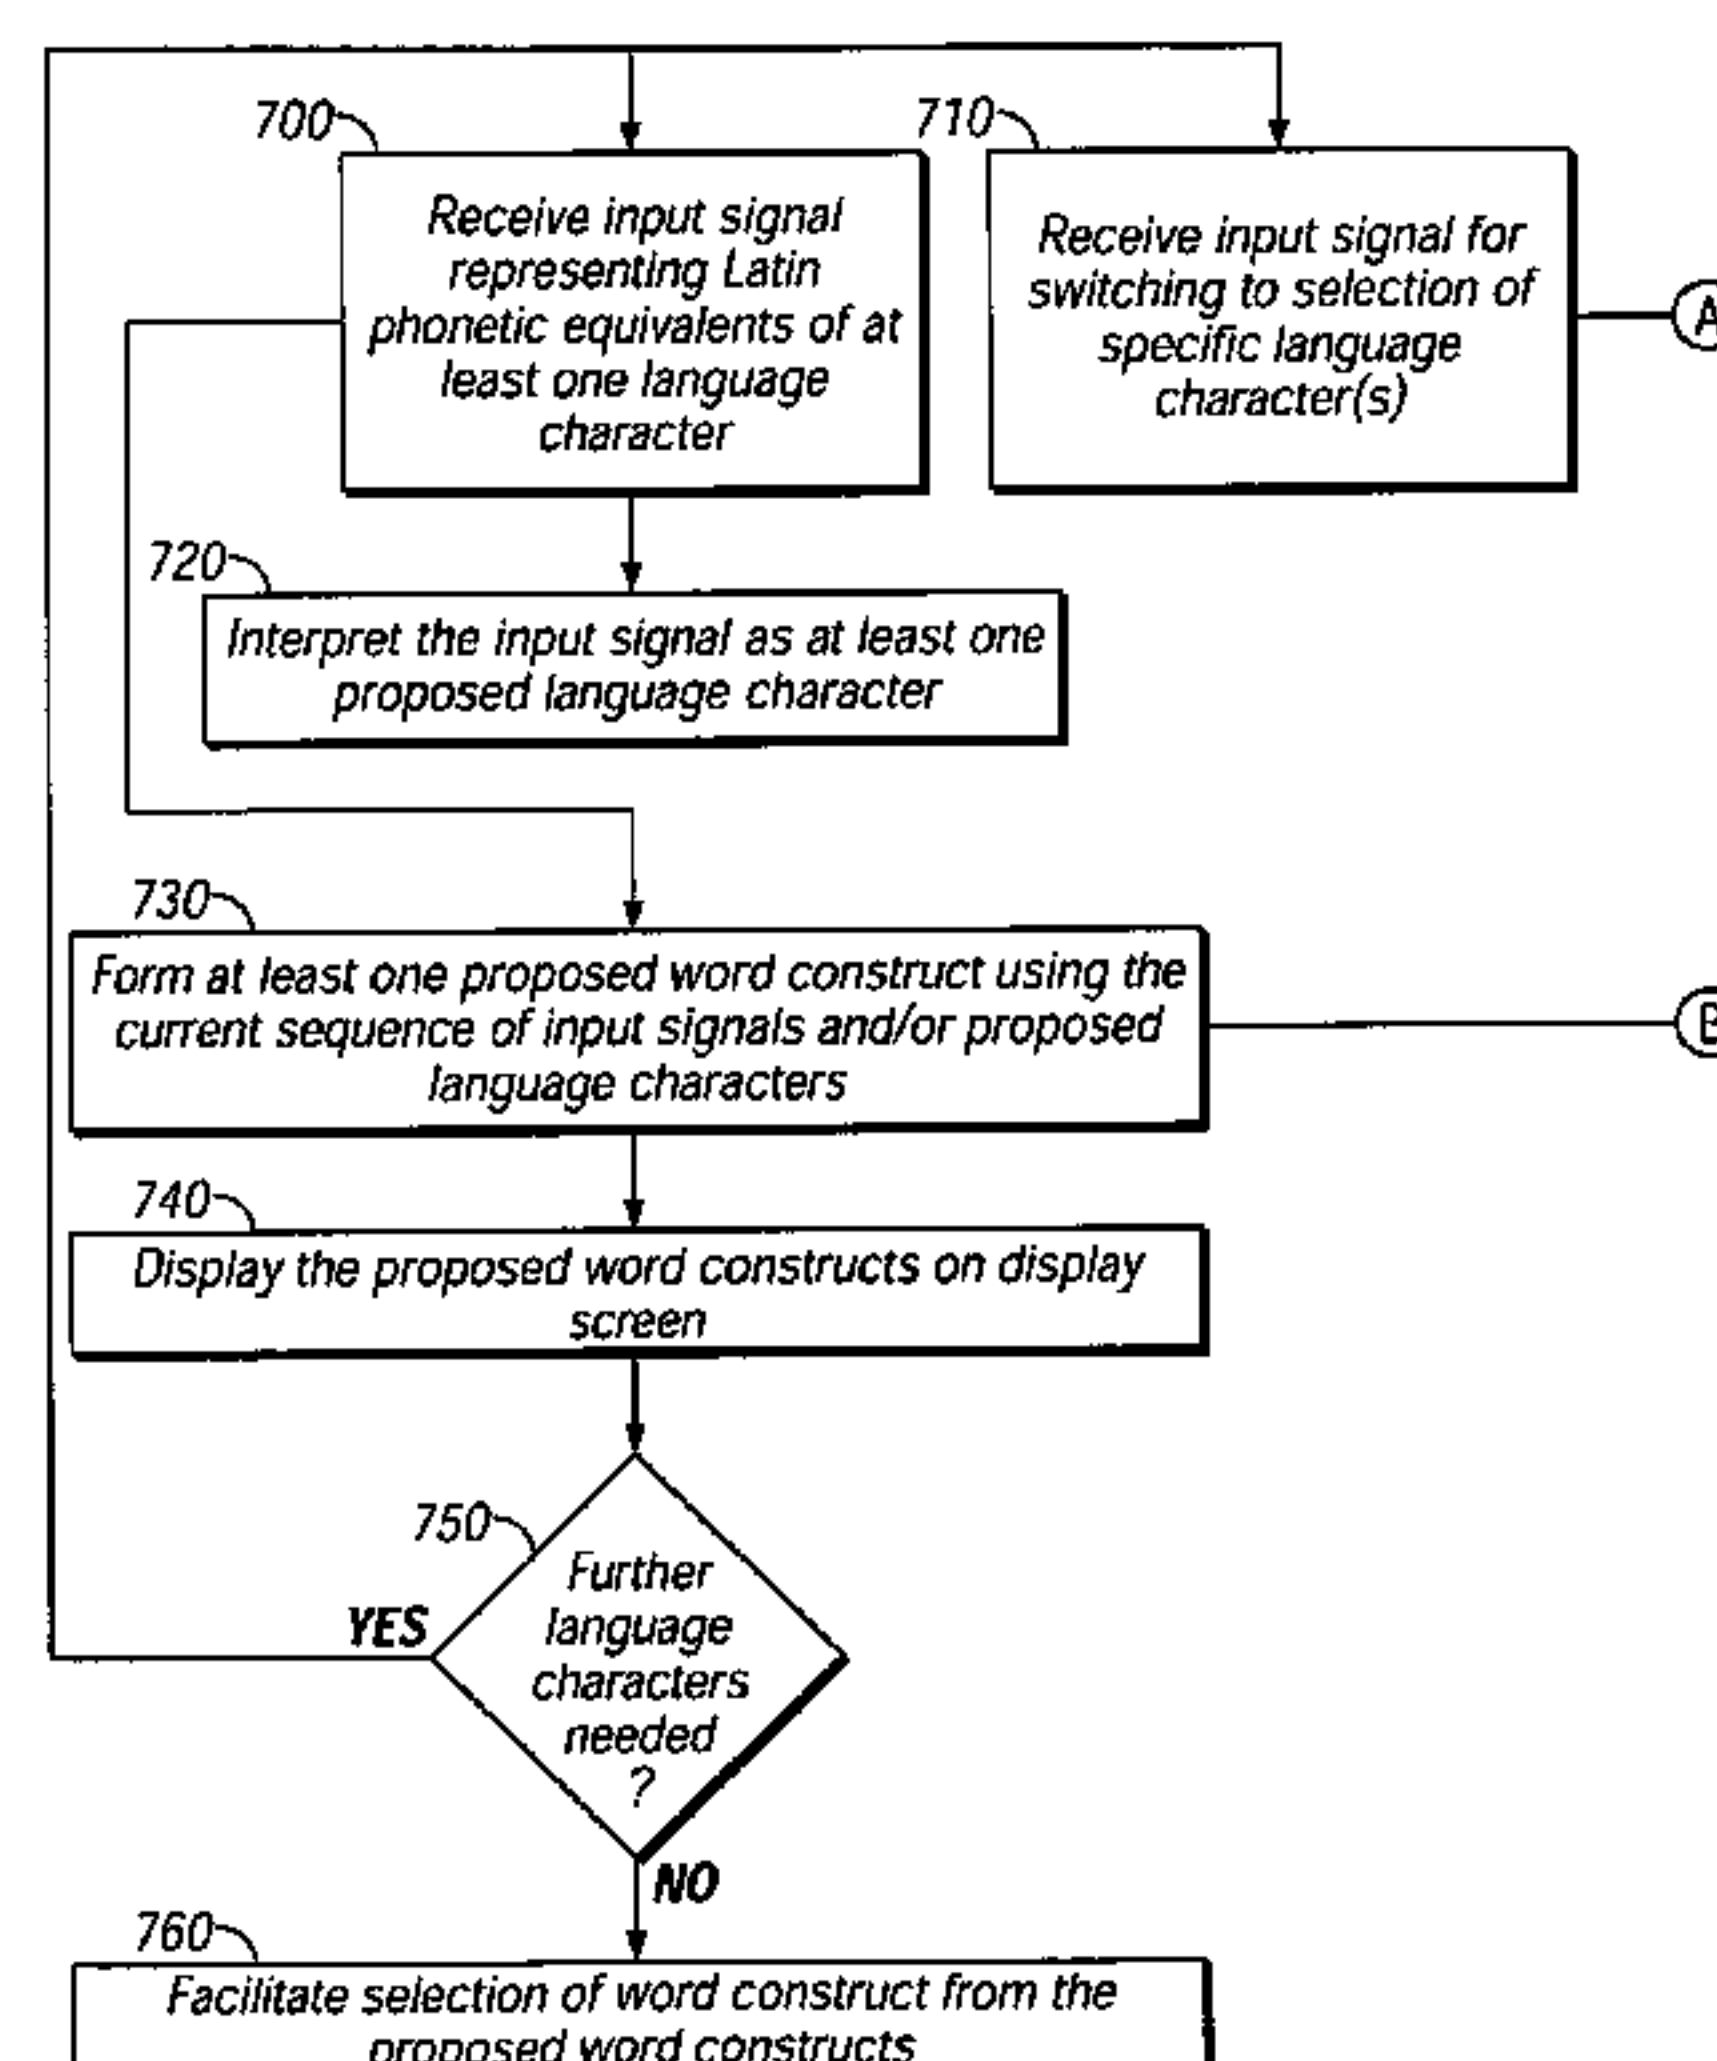 700
Receive input signal
representing Latin
phonetic equivalents of at
least one language
character
710
Receive input signal for
switching to selection of
specific language
character(s)
A
720
Interpret the input signal as at least one
proposed language character
730
Form at least one proposed word construct using the
current sequence of input signals and/or proposed
language characters
B
740
Display the proposed word constructs on display
screen
750
Further
language
characters
needed
?
YES
NO
760
Facilitate selection of word construct from the
proposed word constructs